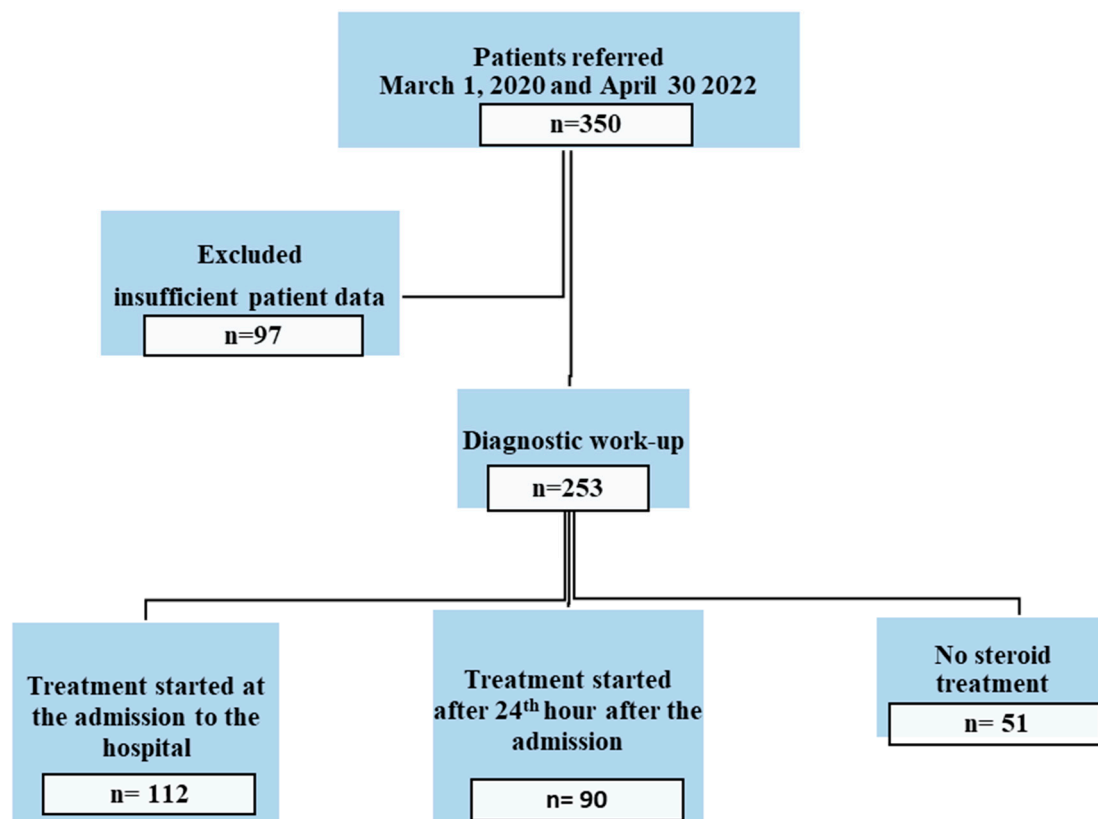 Patients referred
March 1, 2020 and April 30 2022
n=350
Excluded
insufficient patient data
n=97
Diagnostic work-up
n=253
Treatment started at
the admission to the
hospital
n= 112
Treatment started
after 24th hour after the
admission
n= 90
No steroid
treatment
n= 51